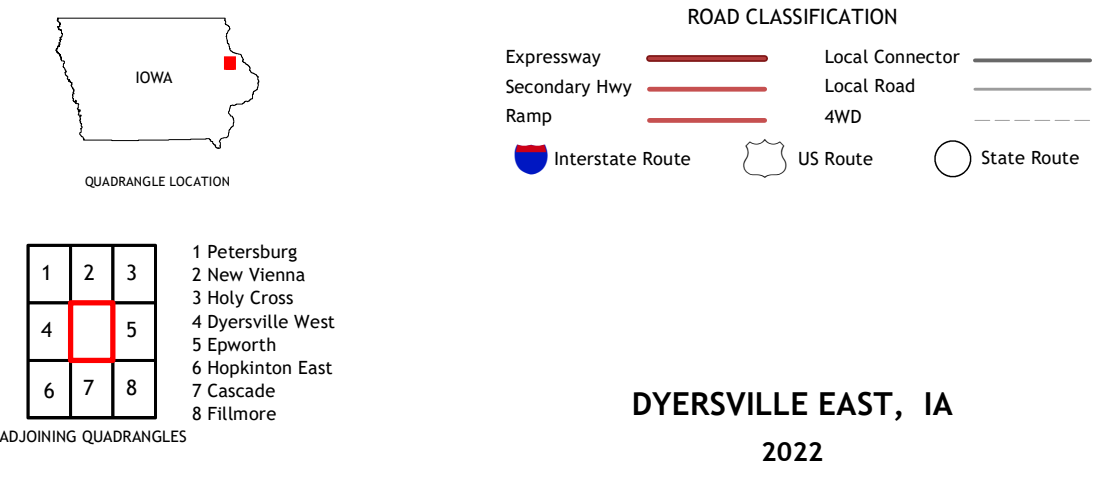 IOWA
QUADRANGLE LOCATION
ROAD CLASSIFICATION
Expressway
Secondary Hwy
Ramp
Local Connector
Local Road
4WD
Interstate Route
US Route
State Route
1 2 3
4 5
6 7 8
1 Petersburg
2 New Vienna
3 Holy Cross
4 Dyersville West
5 Epworth
6 Hopkinton East
7 Cascade
8 Fillmore
ADJOINING QUADRANGLES
DYERSVILLE EAST, IA
2022